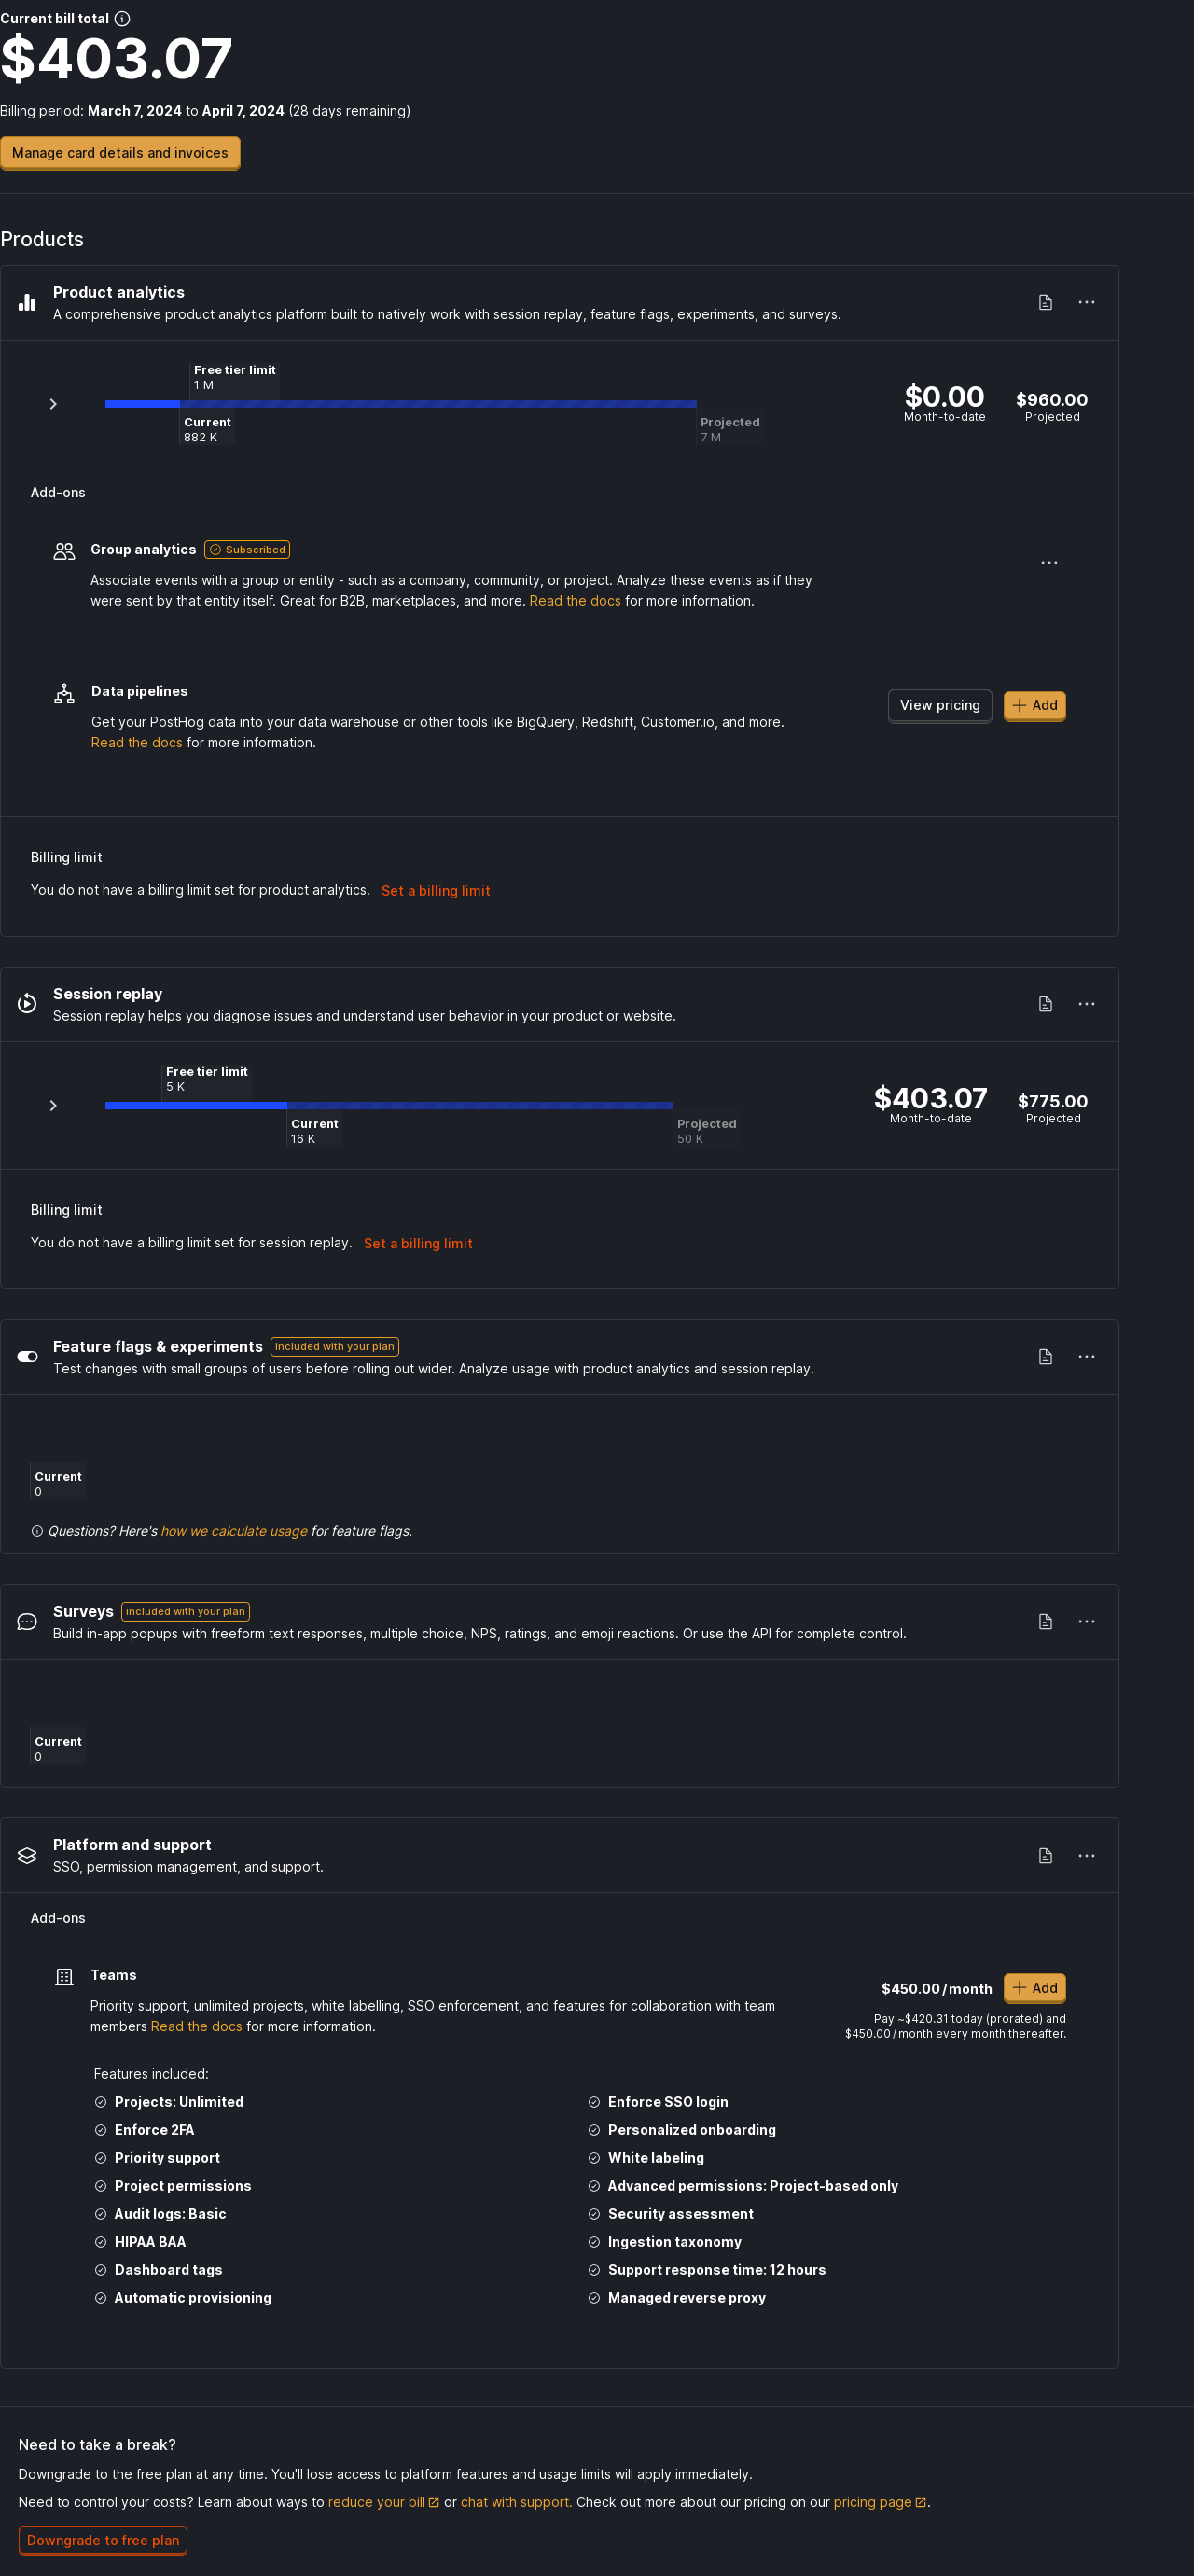 Current bill total
$403.07
Billing period: March 7, 2024 to April 7, 2024 (28 days remaining)
Manage card details and invoices
Products
Product analytics
A comprehensive product analytics platform built to natively work with session replay, feature flags, experiments, and surveys.
Free tier limit
1 M
Current
882 K
Projected
7 M
$0.00
Month-to-date
$960.00
Projected
Add-ons
Group analytics Subscribed
Associate events with a group or entity - such as a company, community, or project. Analyze these events as if they
were sent by that entity itself. Great for B2B, marketplaces, and more. Read the docs for more information.
Data pipelines
Get your PostHog data into your data warehouse or other tools like BigQuery, Redshift, Customer.io, and more.
Read the docs for more information.
View pricing
Add
Billing limit
You do not have a billing limit set for product analytics. Set a billing limit
Session replay
Session replay helps you diagnose issues and understand user behavior in your product or website.
Free tier limit
5 K
Current
16 K
Projected
50 K
$403.07
Month-to-date
$775.00
Projected
Billing limit
You do not have a billing limit set for session replay. Set a billing limit
Feature flags & experiments included with your plan
Test changes with small groups of users before rolling out wider. Analyze usage with product analytics and session replay.
Current
0
Questions? Here's how we calculate usage for feature flags.
Surveys included with your plan
Build in-app popups with freeform text responses, multiple choice, NPS, ratings, and emoji reactions. Or use the API for complete control.
Current
0
Platform and support
SSO, permission management, and support.
Add-ons
Teams
Priority support, unlimited projects, white labelling, SSO enforcement, and features for collaboration with team
members Read the docs for more information.
$450.00/month
Add
Pay ~$420.31 today (prorated) and
$450.00/month every month thereafter.
Features included:
Projects: Unlimited
Enforce 2FA
Priority support
Project permissions
Audit logs: Basic
HIPAA BAA
Dashboard tags
Automatic provisioning
Enforce SSO login
Personalized onboarding
White labeling
Advanced permissions: Project-based only
Security assessment
Ingestion taxonomy
Support response time: 12 hours
Managed reverse proxy
Need to take a break?
Downgrade to the free plan at any time. You'll lose access to platform features and usage limits will apply immediately.
Need to control your costs? Learn about ways to reduce your bill or chat with support. Check out more about our pricing on our pricing page.
Downgrade to free plan